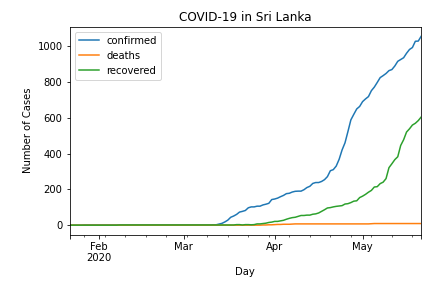 COVID-19 in Sri Lanka
confirmed
deaths
recovered
Number of Cases
1000
800
600
400
200
0
Feb
2020
Mar
Apr
May
Day